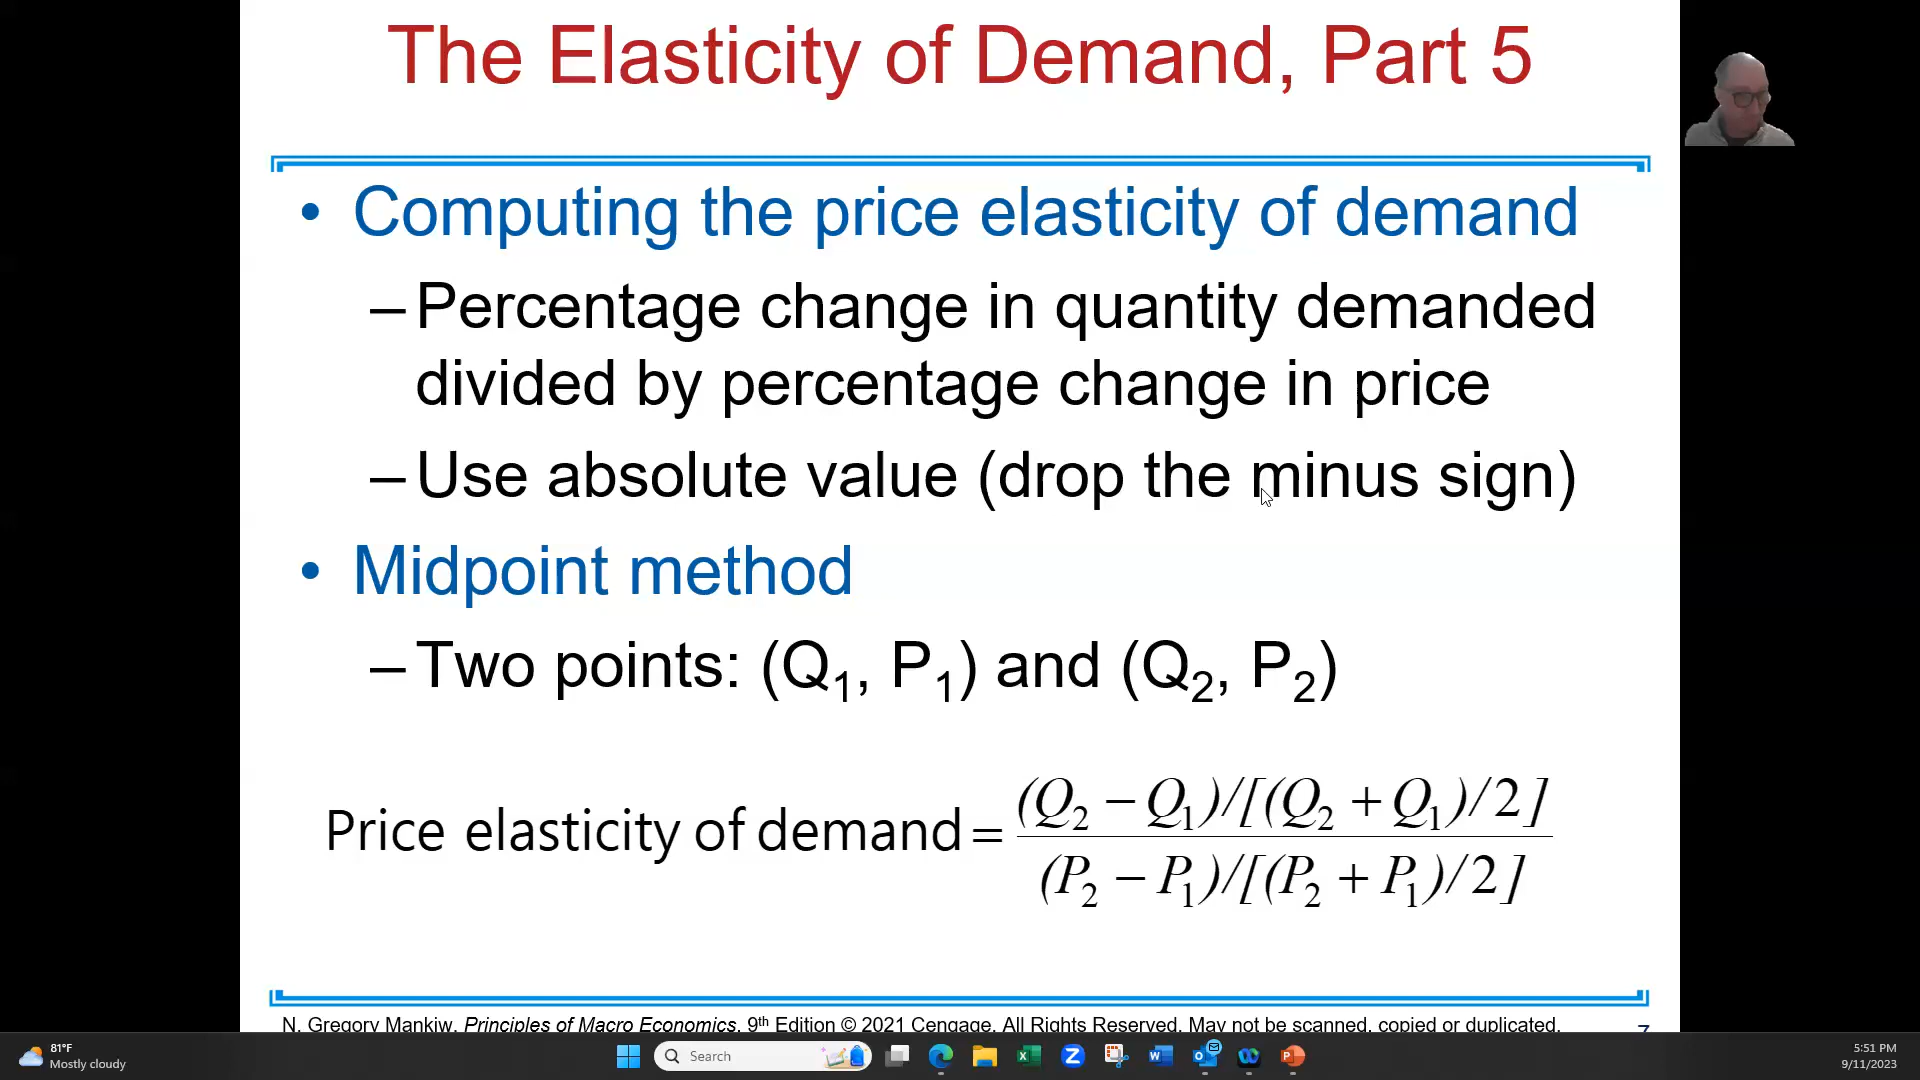 The Elasticity of Demand, Part 5
• Computing the price elasticity of demand
– Percentage change in quantity demanded
divided by percentage change in price
– Use absolute value (drop the minus sign)
• Midpoint method
– Two points: (Q₁, P₁) and (Q₂, P₂)
Price elasticity of demand = (Q₂ − Q₁)/[(Q₂ + Q₁)/2]
(P₂ − P₁)/[(P₂ + P₁)/2]
N. Gregory Mankiw, Principles of Macro Economics, 9th Edition © 2021 Cengage. All Rights Reserved. May not be scanned, copied or duplicated,
7
81°F
Mostly cloudy
Search
5:51 PM
9/11/2023